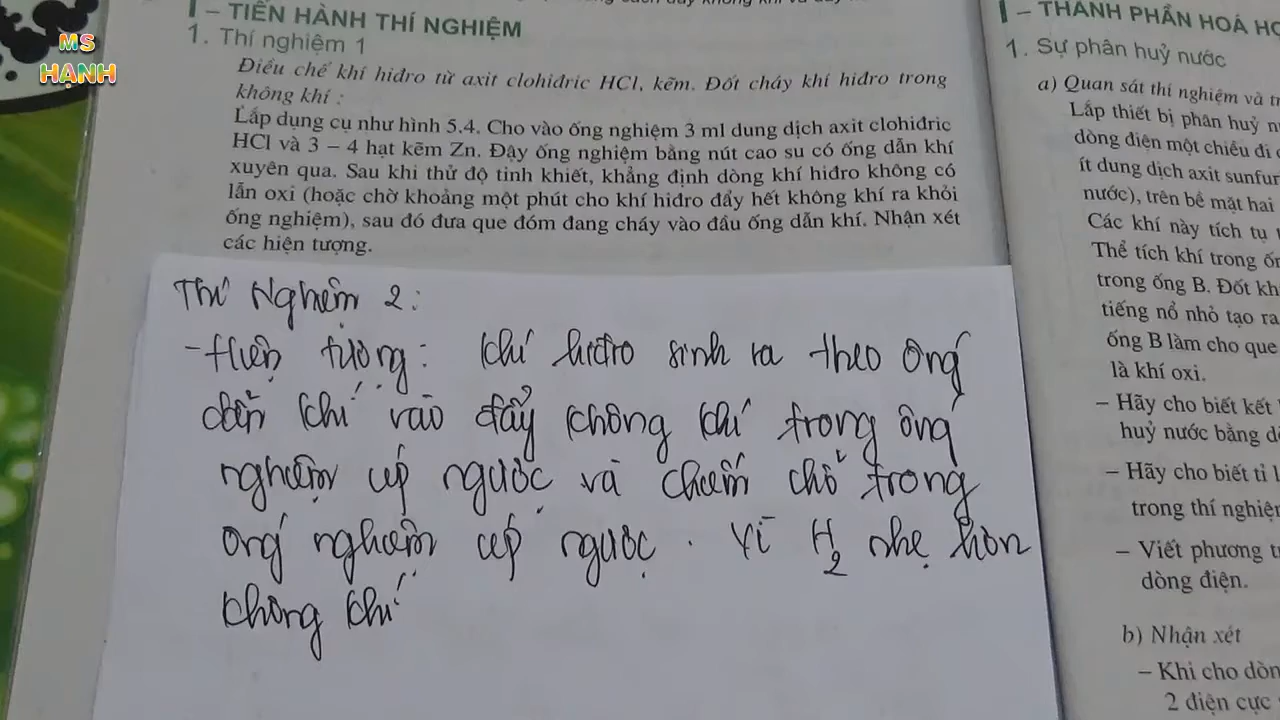 MS
HẠNH
I – TIẾN HÀNH THÍ NGHIỆM
1. Thí nghiệm 1
Điều chế khí hiđro từ axit clohiđric HCl, kẽm. Đốt cháy khí hiđro trong
không khí :
Lắp dụng cụ như hình 5.4. Cho vào ống nghiệm 3 ml dung dịch axit clohiđric
HCl và 3 – 4 hạt kẽm Zn. Đậy ống nghiệm bằng nút cao su có ống dẫn khí
xuyên qua. Sau khi thử độ tinh khiết, khẳng định dòng khí hiđro không có
lẫn oxi (hoặc chờ khoảng một phút cho khí hiđro đẩy hết không khí ra khỏi
ống nghiệm), sau đó đưa que đóm đang cháy vào đầu ống dẫn khí. Nhận xét
các hiện tượng.
Thí Nghiệm 2:
- Hiện tượng: Khí hiđro sinh ra theo ống
dẫn khí vào đẩy không khí trong ống
nghiệm úp ngược và chiếm chỗ trong
ống nghiệm úp ngược. Vì H2 nhẹ hơn
không khí
I – THÀNH PHẦN HOÁ HỌ
1. Sự phân huỷ nước
a) Quan sát thí nghiệm và tr
Lắp thiết bị phân huỷ n
dòng điện một chiều đi
ít dung dịch axit sunfur
nước), trên bề mặt hai
Các khí này tích tụ
Thể tích khí trong ốn
trong ống B. Đốt kh
tiếng nổ nhỏ tạo ra
ống B làm cho que
là khí oxi.
– Hãy cho biết kết
huỷ nước bằng d
– Hãy cho biết tỉ l
trong thí nghiệ
– Viết phương t
dòng điện.
b) Nhận xét
– Khi cho dòn
2 điện cực